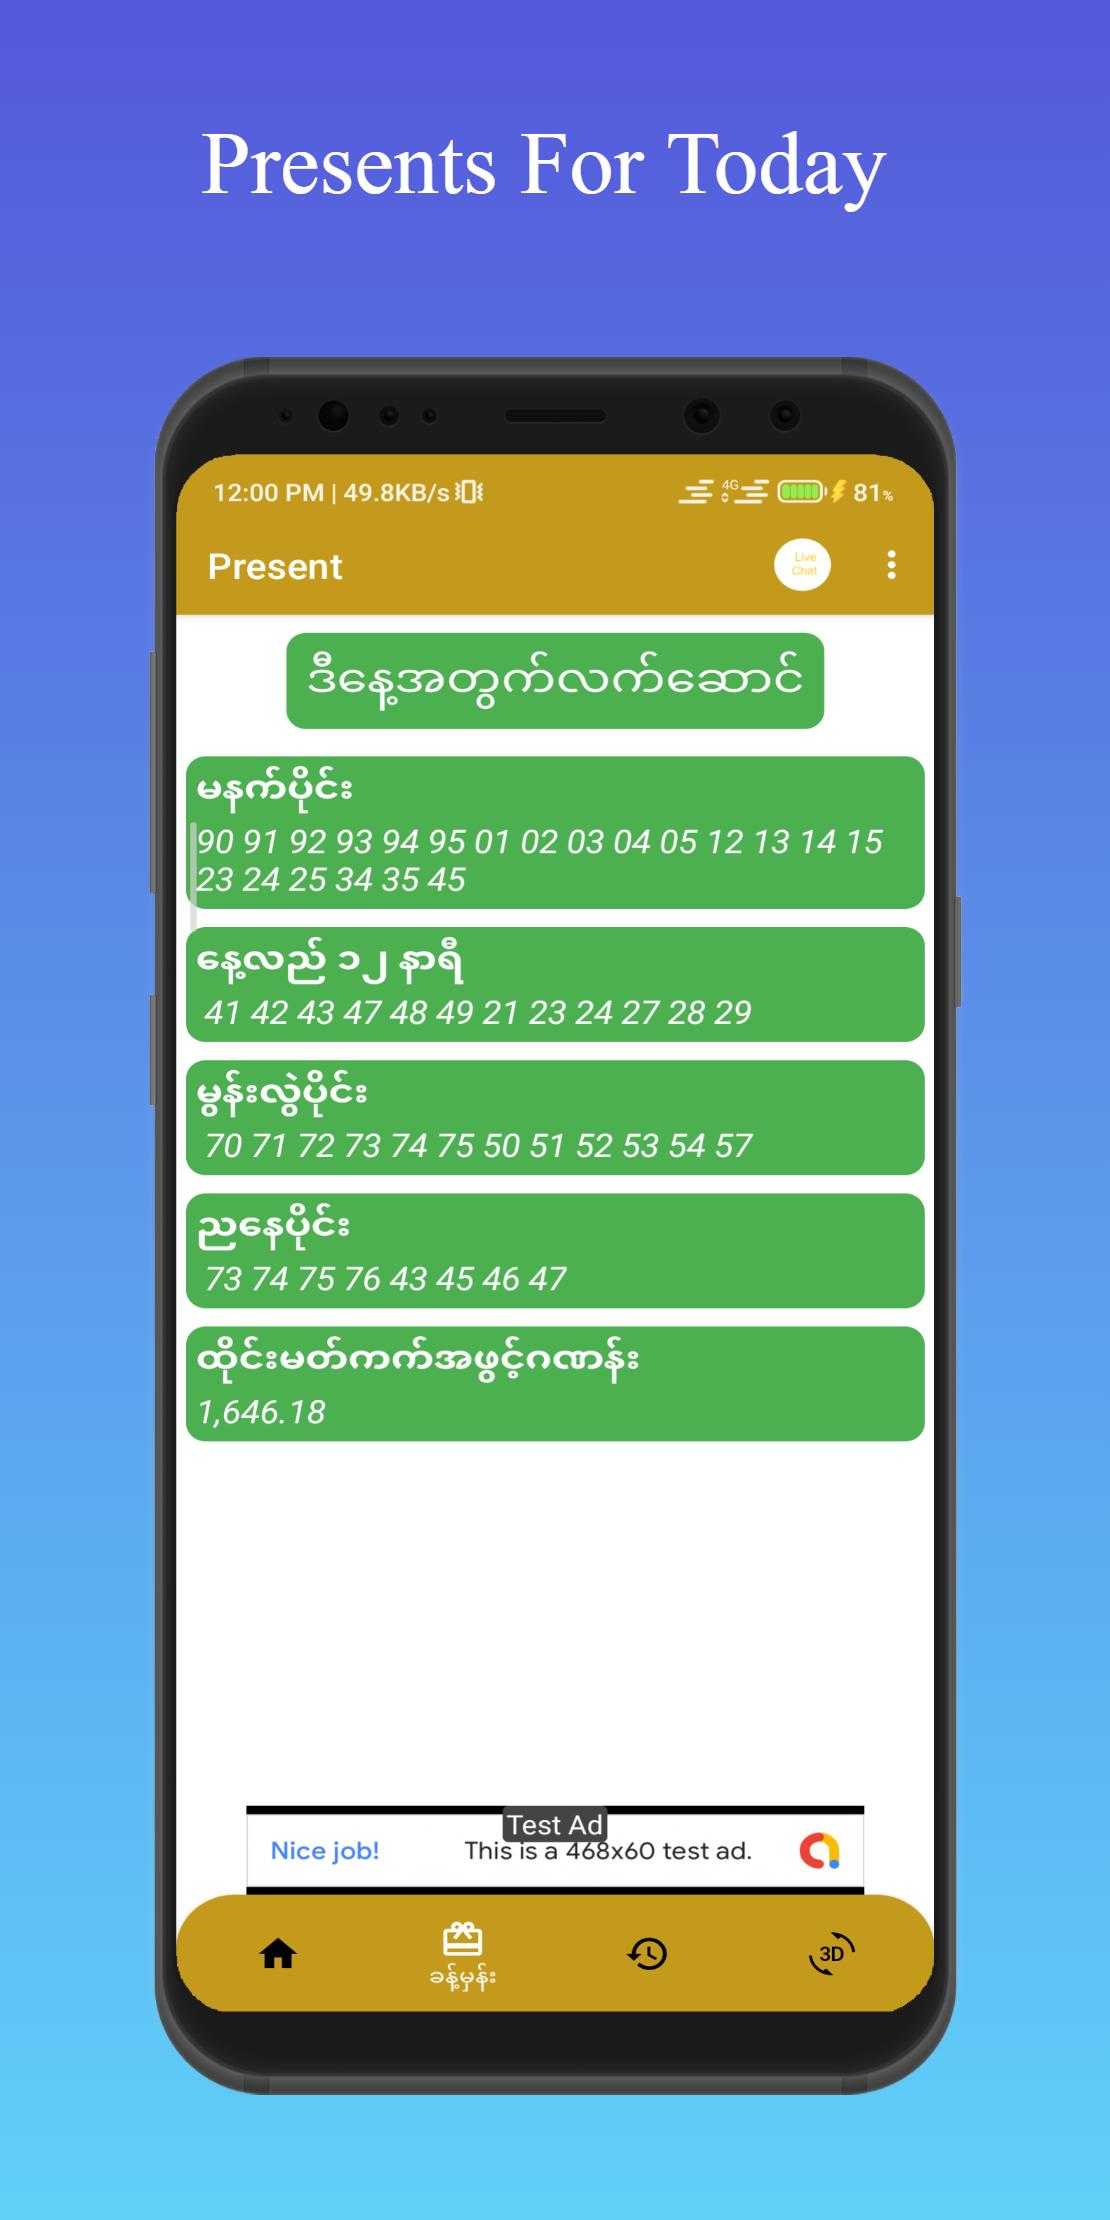 Presents For Today
12:00 PM | 49.8KB/s
4G
81%
Present
Live
Chat
ဒီနေ့အတွက်လက်ဆောင်
မနက်ပိုင်း
90 91 92 93 94 95 01 02 03 04 05 12 13 14 15
23 24 25 34 35 45
နေ့လည် ၁၂ နာရီ
41 42 43 47 48 49 21 23 24 27 28 29
မွန်းလွဲပိုင်း
70 71 72 73 74 75 50 51 52 53 54 57
ညနေပိုင်း
73 74 75 76 43 45 46 47
ထိုင်းမတ်ကက်အဖွင့်ဂဏန်း
1,646.18
Test Ad
Nice job!
This is a 468x60 test ad.
3D
ခန့်မှန်း